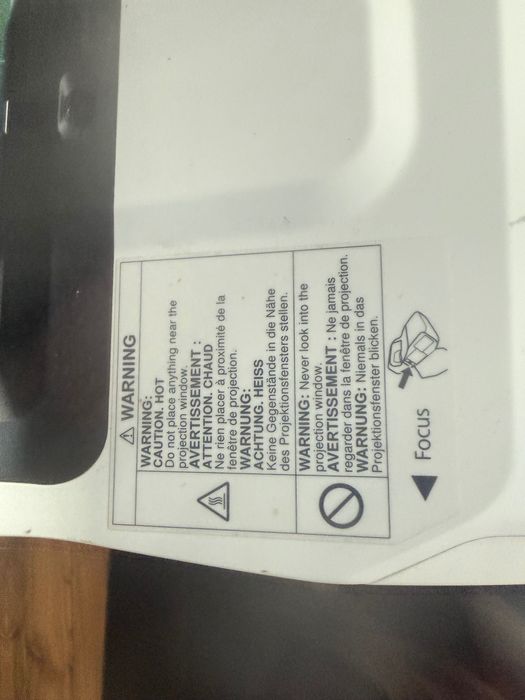 WARNING
WARNING:
CAUTION. HOT
Do not place anything near the
projection window.
AVERTISSEMENT :
ATTENTION. CHAUD
Ne rien placer à proximité de la
fenêtre de projection.
WARNUNG:
ACHTUNG. HEISS
Keine Gegenstände in die Nähe
des Projektionsfensters stellen.
WARNING: Never look into the
projection window.
AVERTISSEMENT : Ne jamais
regarder dans la fenêtre de projection.
WARNUNG: Niemals in das
Projektionsfenster blicken.
Focus